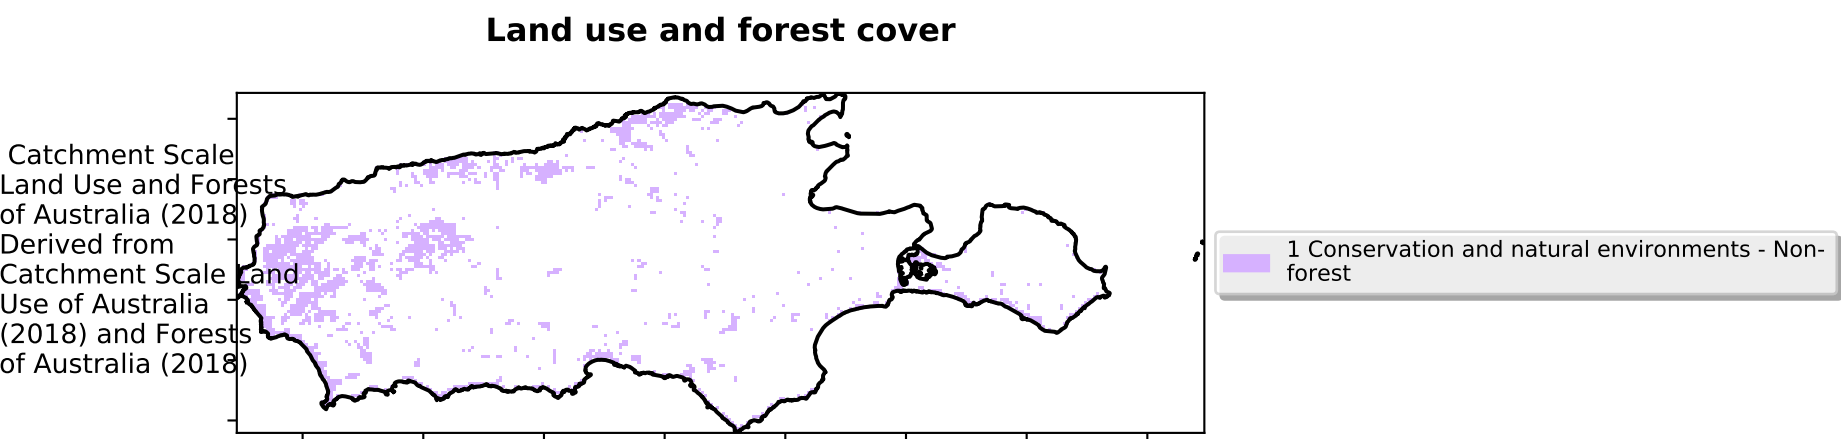 Land use and forest cover
Catchment Scale
Land Use and Forests
of Australia (2018)
Derived from
Catchment Scale Land
Use of Australia
(2018) and Forests
of Australia (2018)
1 Conservation and natural environments - Non-
forest